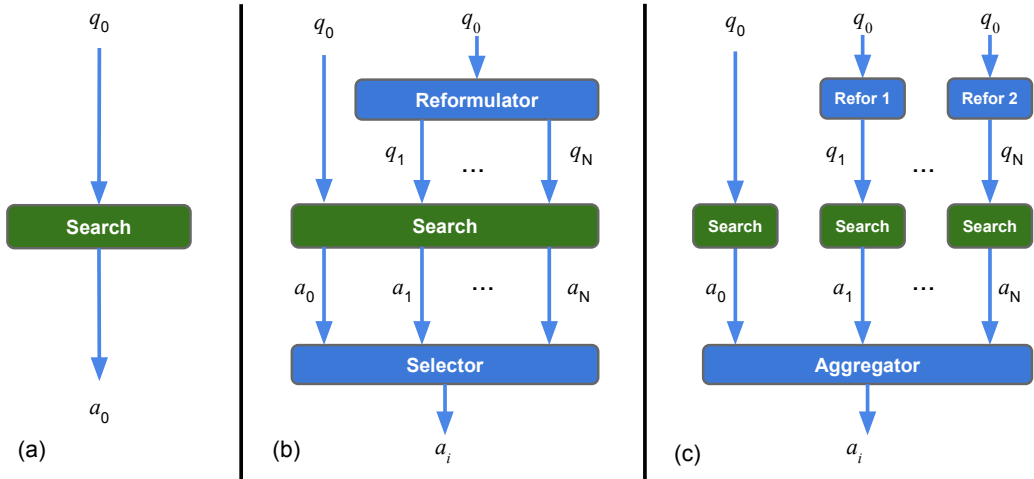 q0
Search
a0
(a)
q0
q0
Reformulator
q1 ... qN
Search
a0 a1 ... aN
Selector
ai
(b)
q0
q0
q0
Refor 1
Refor 2
q1 ... qN
Search
Search
Search
a0 a1 ... aN
Aggregator
ai
(c)